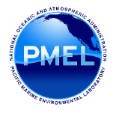 NATIONAL OCEANIC AND ATMOSPHERIC ADMINISTRATION
PMEL
PACIFIC MARINE ENVIRONMENTAL LABORATORY